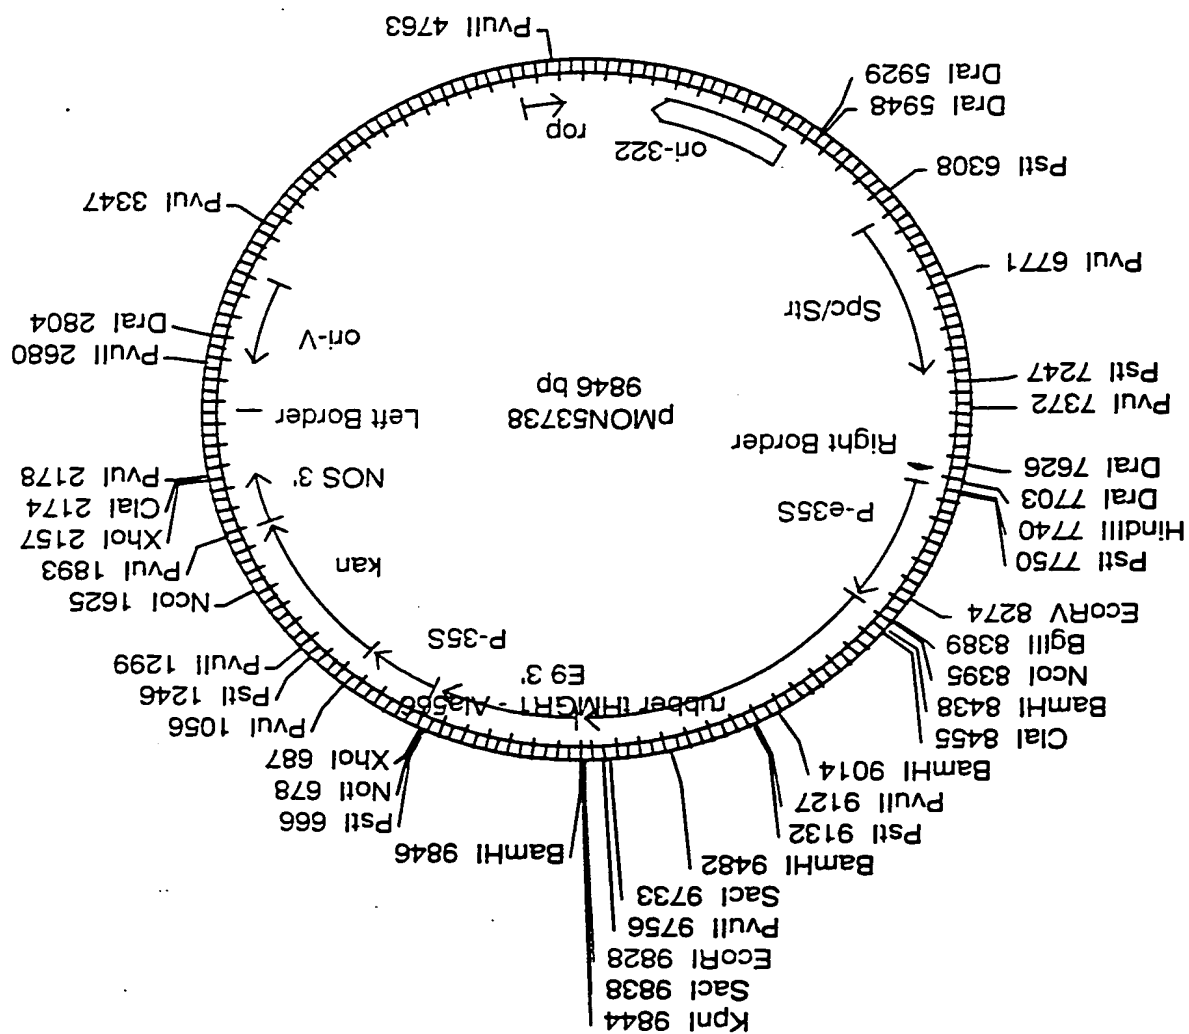 KpnI 9844
SacI 9838
EcoRI 9828
PvuII 9756
SacI 9733
BamHI 9482
BamHI 9846
PstI 9132
PvuII 9127
BamHI 9014
PstI 666
NotI 678
XhoI 687
ClaI 8455
BamHI 8438
NcoI 8395
BglII 8389
EcoRV 8274
PvuI 1056
PstI 1246
PvuII 1299
rubber tHMGR1 - Ala566
E9 3'
P-35S
NcoI 1625
PvuI 1893
XhoI 2157
ClaI 2174
PvuI 2178
kan
NOS 3'
PstI 7750
HindIII 7740
DraI 7703
DraI 7626
P-e35S
Right Border
Left Border
pMON53738
9846 bp
PvuI 7372
PstI 7247
PvuII 2680
DraI 2804
ori-V
Spc/Str
PvuI 6771
PvuI 3347
PstI 6308
ori-322
rop
DraI 5948
DraI 5929
PvuII 4763